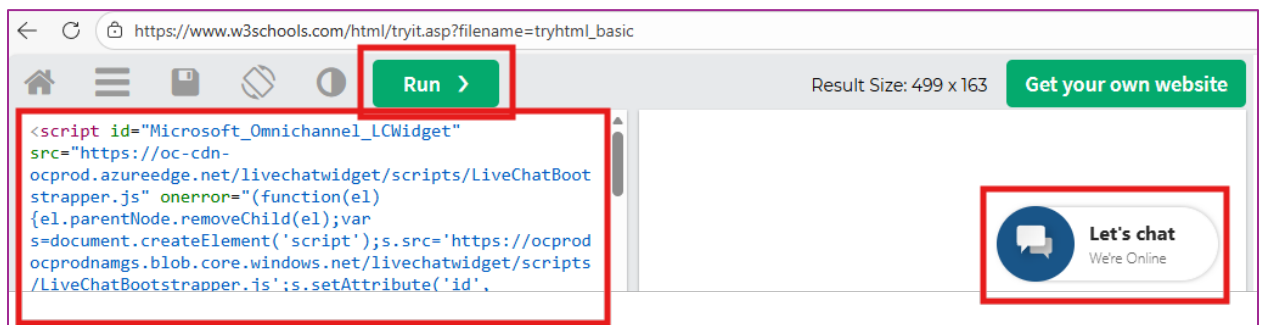 https://www.w3schools.com/html/tryit.asp?filename=tryhtml_basic
Run ❯
Result Size: 499 x 163
Get your own website
<script id="Microsoft_Omnichannel_LCWidget"
src="https://oc-cdn-
ocprod.azureedge.net/livechatwidget/scripts/LiveChatBoot
strapper.js" onerror="(function(el)
{el.parentNode.removeChild(el);var
s=document.createElement('script');s.src='https://ocprod
ocprodnamgs.blob.core.windows.net/livechatwidget/scripts
/LiveChatBootstrapper.js';s.setAttribute('id',
Let's chat
We're Online